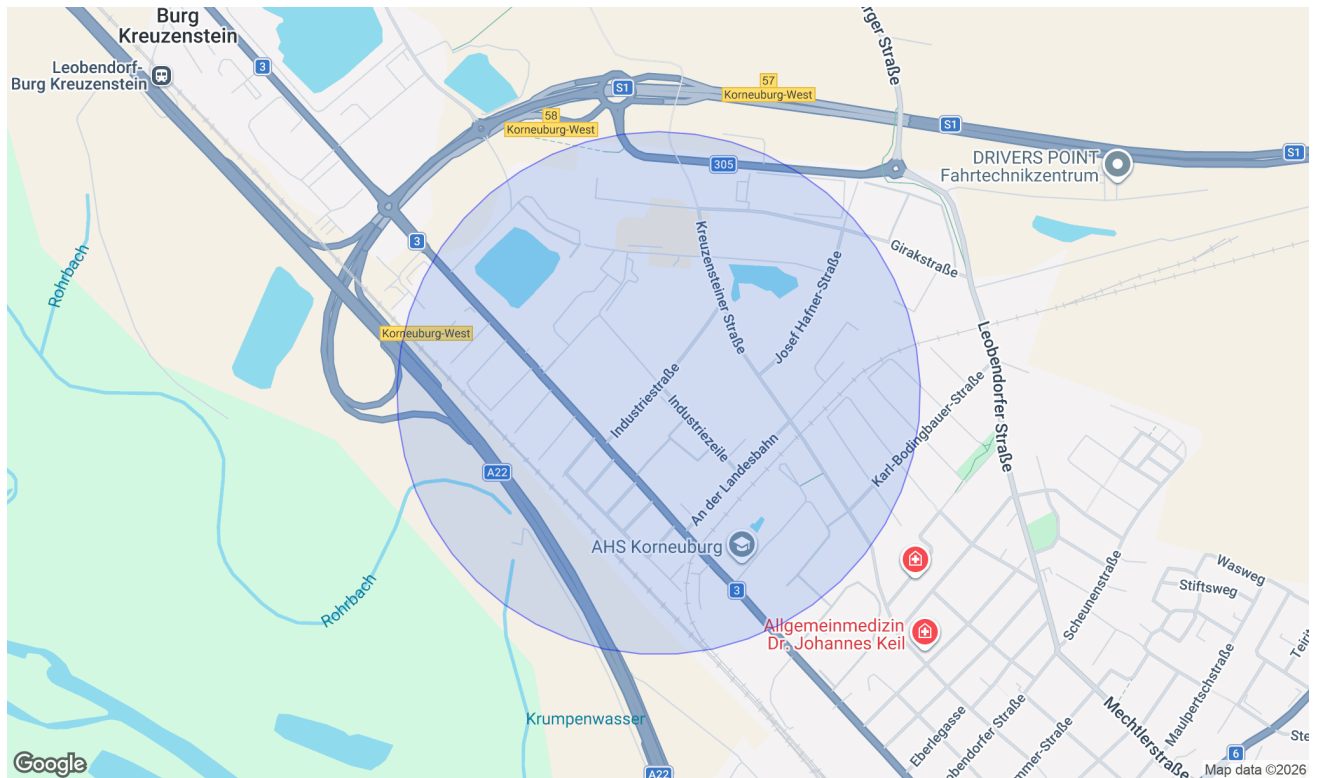 Burg
Kreuzenstein
Leobendorf-
Burg Kreuzenstein
3
S1
57
Korneuburg-West
58
Korneuburg-West
S1
S1
305
DRIVERS POINT
Fahrtechnikzentrum
3
Girakstraße
Kreuzensteiner Straße
Josef Hafner-Straße
Rohrbach
Korneuburg-West
Leobendorfer Straße
Industriestraße
Industriezeile
An der Landesbahn
Karl-Bodingbauer-Straße
A22
AHS Korneuburg
3
Rohrbach
Allgemeinmedizin
Dr. Johannes Keil
Wasweg
Stiftsweg
Scheunenstraße
Maulpertschstraße
Mechtlerstraße
Eberlegasse
Krumpenwasser
6
A22
Google
Map data ©2026